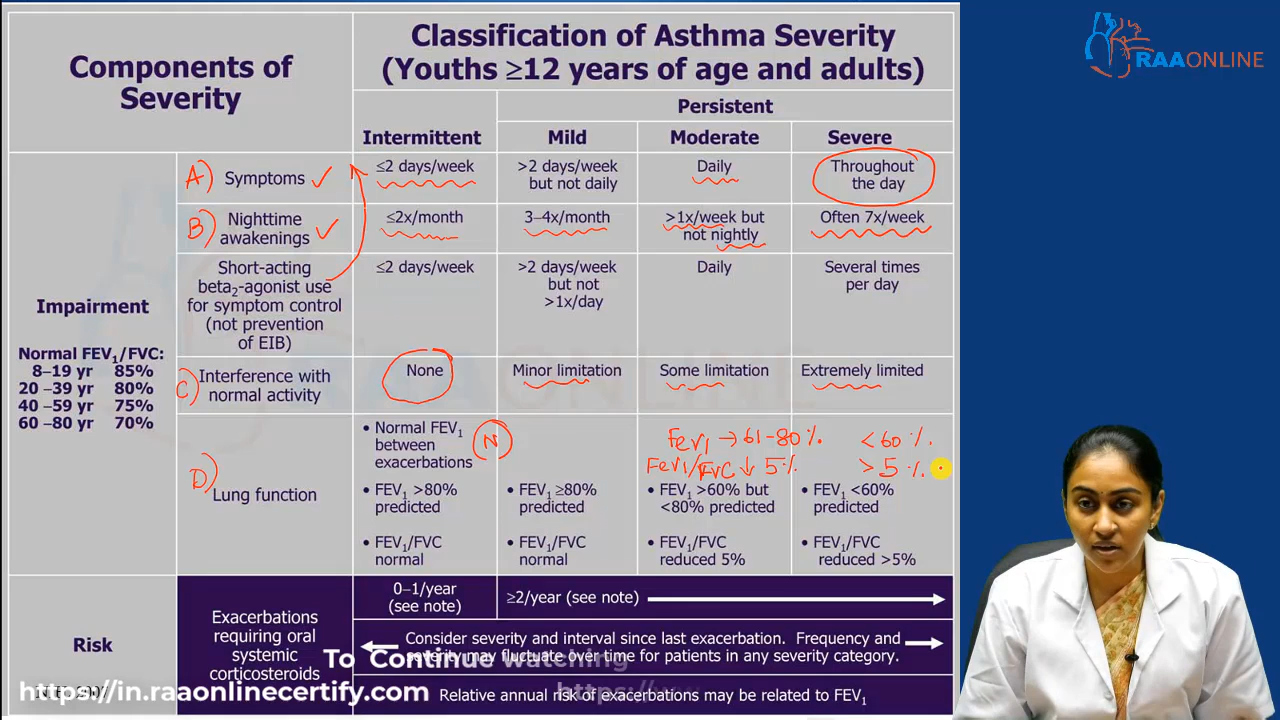 Components of
Severity
Classification of Asthma Severity
(Youths ≥12 years of age and adults)
Persistent
Intermittent
Mild
Moderate
Severe
Impairment
Normal FEV1/FVC:
8–19 yr 85%
20 –39 yr 80%
40 –59 yr 75%
60 –80 yr 70%
A) Symptoms ✓
≤2 days/week
>2 days/week
but not daily
Daily
Throughout
the day
B) Nighttime
awakenings ✓
≤2x/month
3–4x/month
>1x/week but
not nightly
Often 7x/week
Short-acting
beta2-agonist use
for symptom control
(not prevention
of EIB)
≤2 days/week
>2 days/week
but not
>1x/day
Daily
Several times
per day
C) Interference with
normal activity
None
Minor limitation
Some limitation
Extremely limited
D) Lung function
• Normal FEV1
between
exacerbations
N
• FEV1 >80%
predicted
• FEV1/FVC
normal
• FEV1 ≥80%
predicted
• FEV1/FVC
normal
Fev1 → 61-80 %
Fev1/FVC ↓ 5 %
• FEV1 >60% but
<80% predicted
• FEV1/FVC
reduced 5%
< 60 %.
> 5 %
• FEV1 <60%
predicted
• FEV1/FVC
reduced >5%
Risk
Exacerbations
requiring oral
systemic
corticosteroids
0–1/year
(see note)
≥2/year (see note)
Consider severity and interval since last exacerbation. Frequency and
severity may fluctuate over time for patients in any severity category.
Relative annual risk of exacerbations may be related to FEV1
RAAONLINE
RAAONLINE
To Continue watching
https://in.raaonlinecertify.com
https://